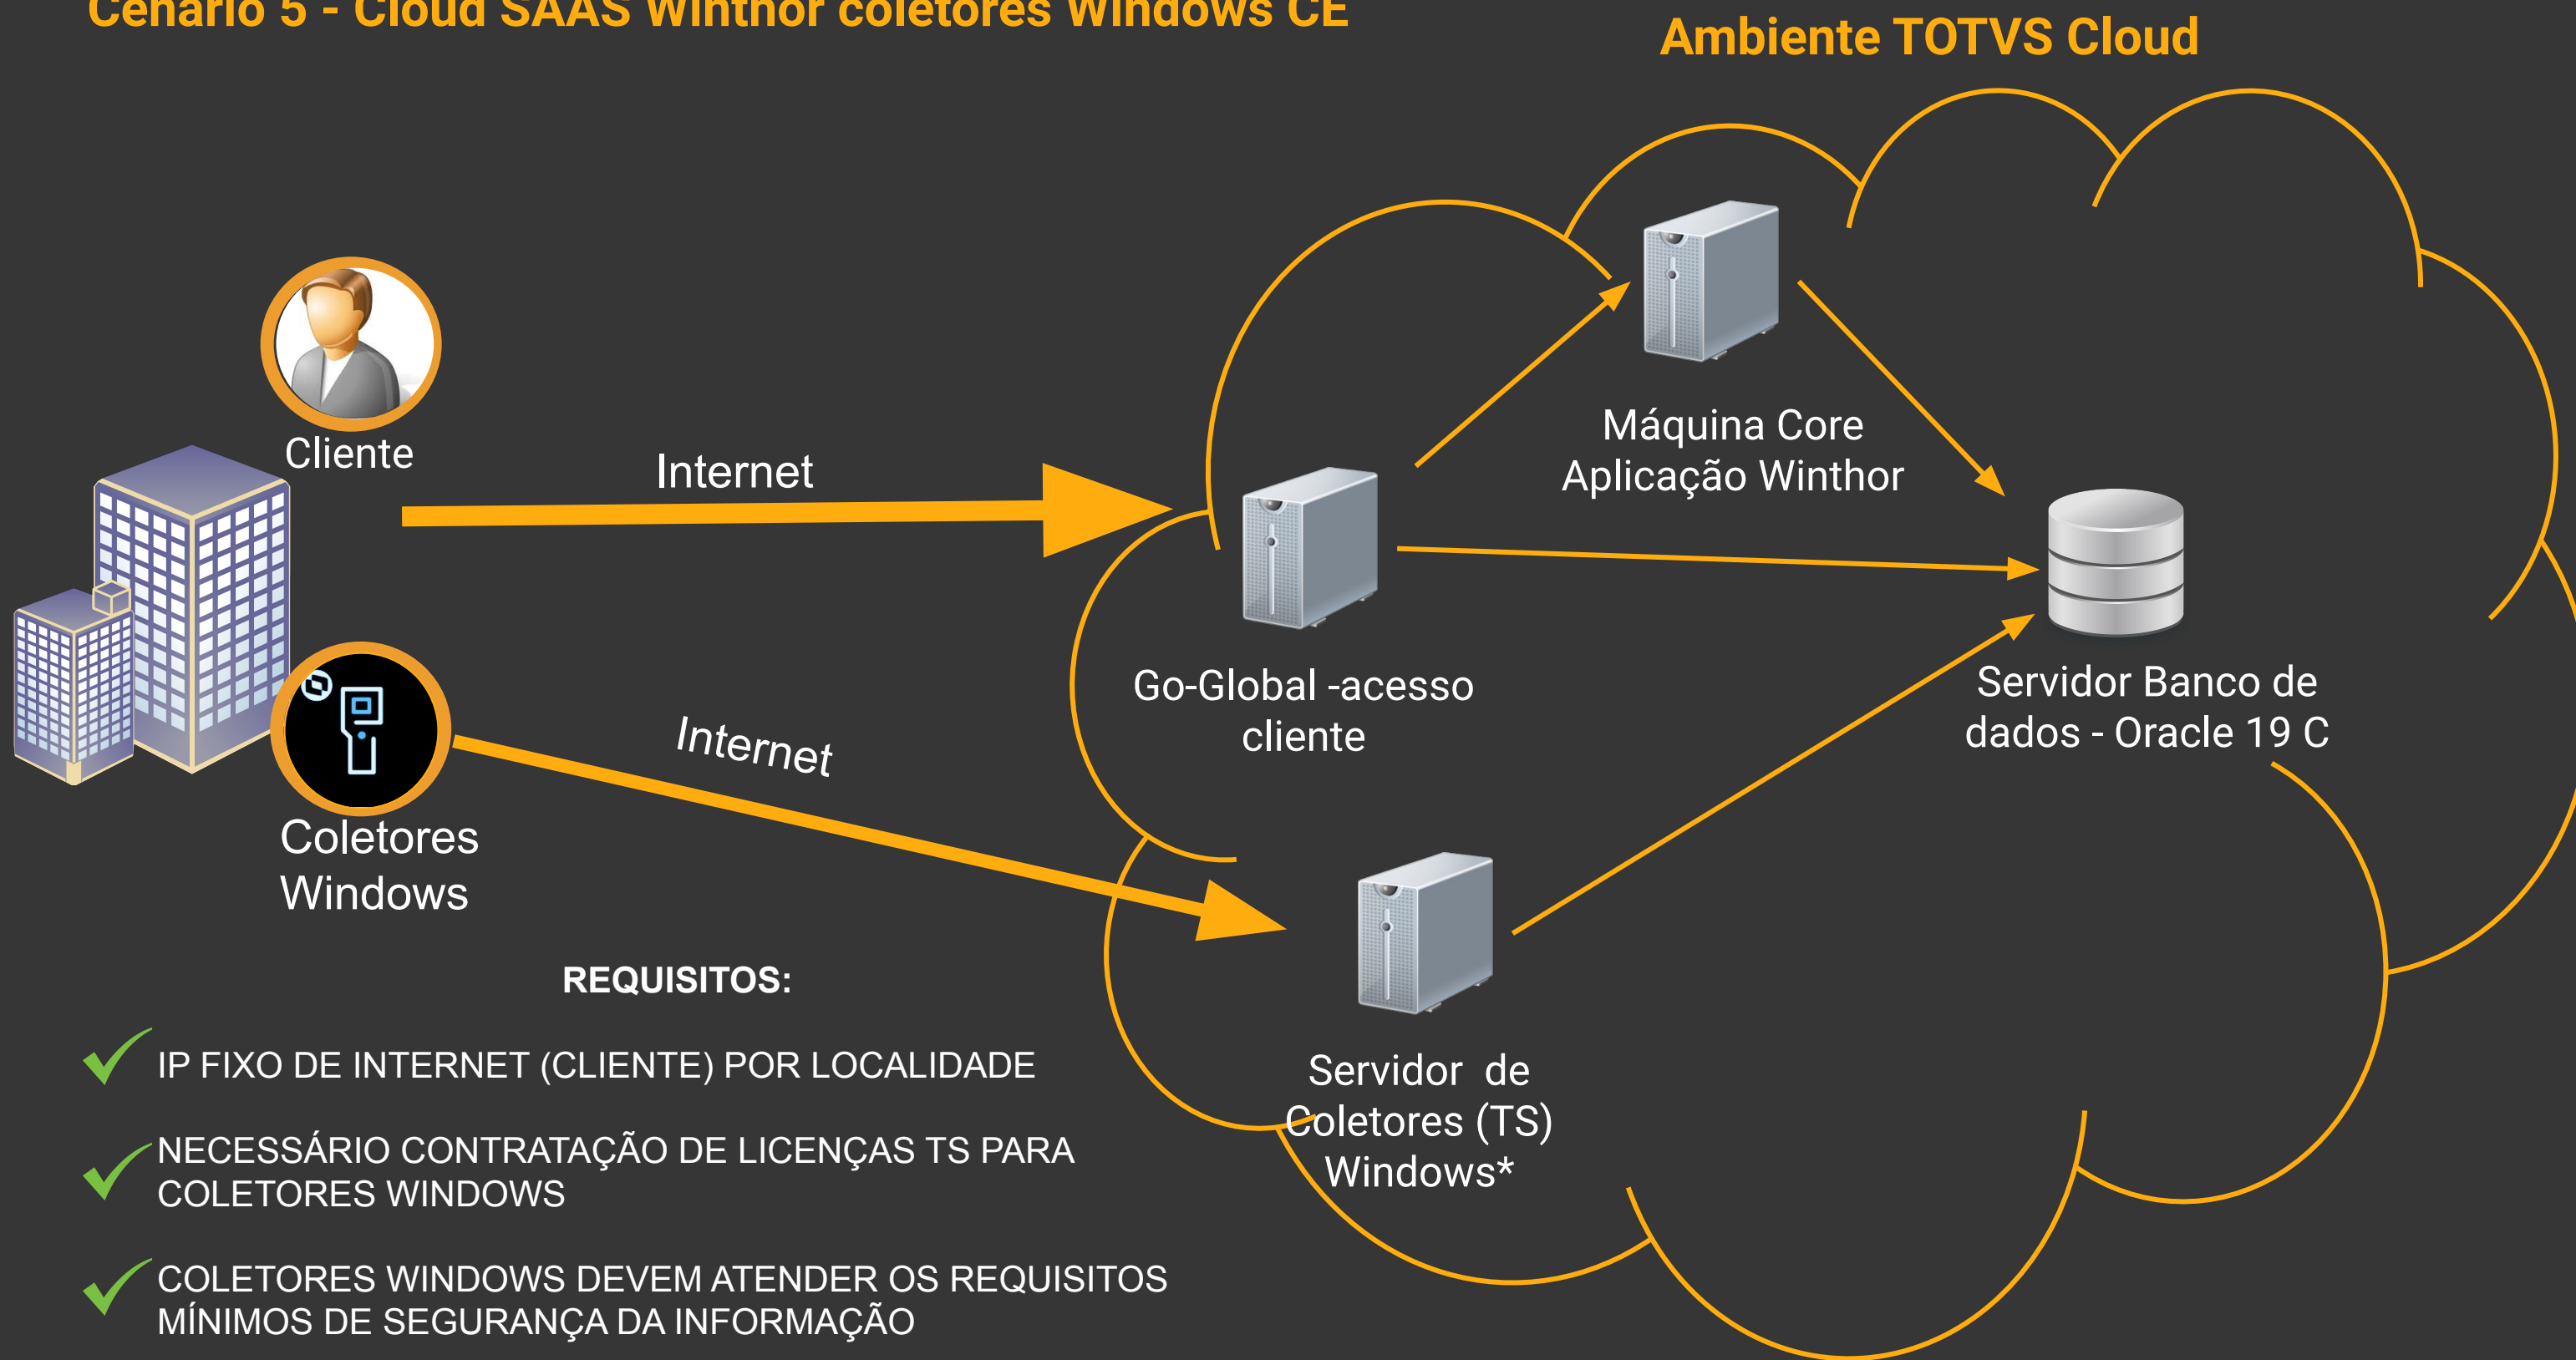 Cenário 5 - Cloud SAAS Winthor coletores Windows CE
Ambiente TOTVS Cloud
Cliente
Internet
Máquina Core
Aplicação Winthor
Go-Global -acesso
cliente
Servidor Banco de
dados - Oracle 19 C
Internet
Coletores
Windows
Servidor  de
Coletores (TS)
Windows*
REQUISITOS:
IP FIXO DE INTERNET (CLIENTE) POR LOCALIDADE
NECESSÁRIO CONTRATAÇÃO DE LICENÇAS TS PARA
COLETORES WINDOWS
COLETORES WINDOWS DEVEM ATENDER OS REQUISITOS
MÍNIMOS DE SEGURANÇA DA INFORMAÇÃO